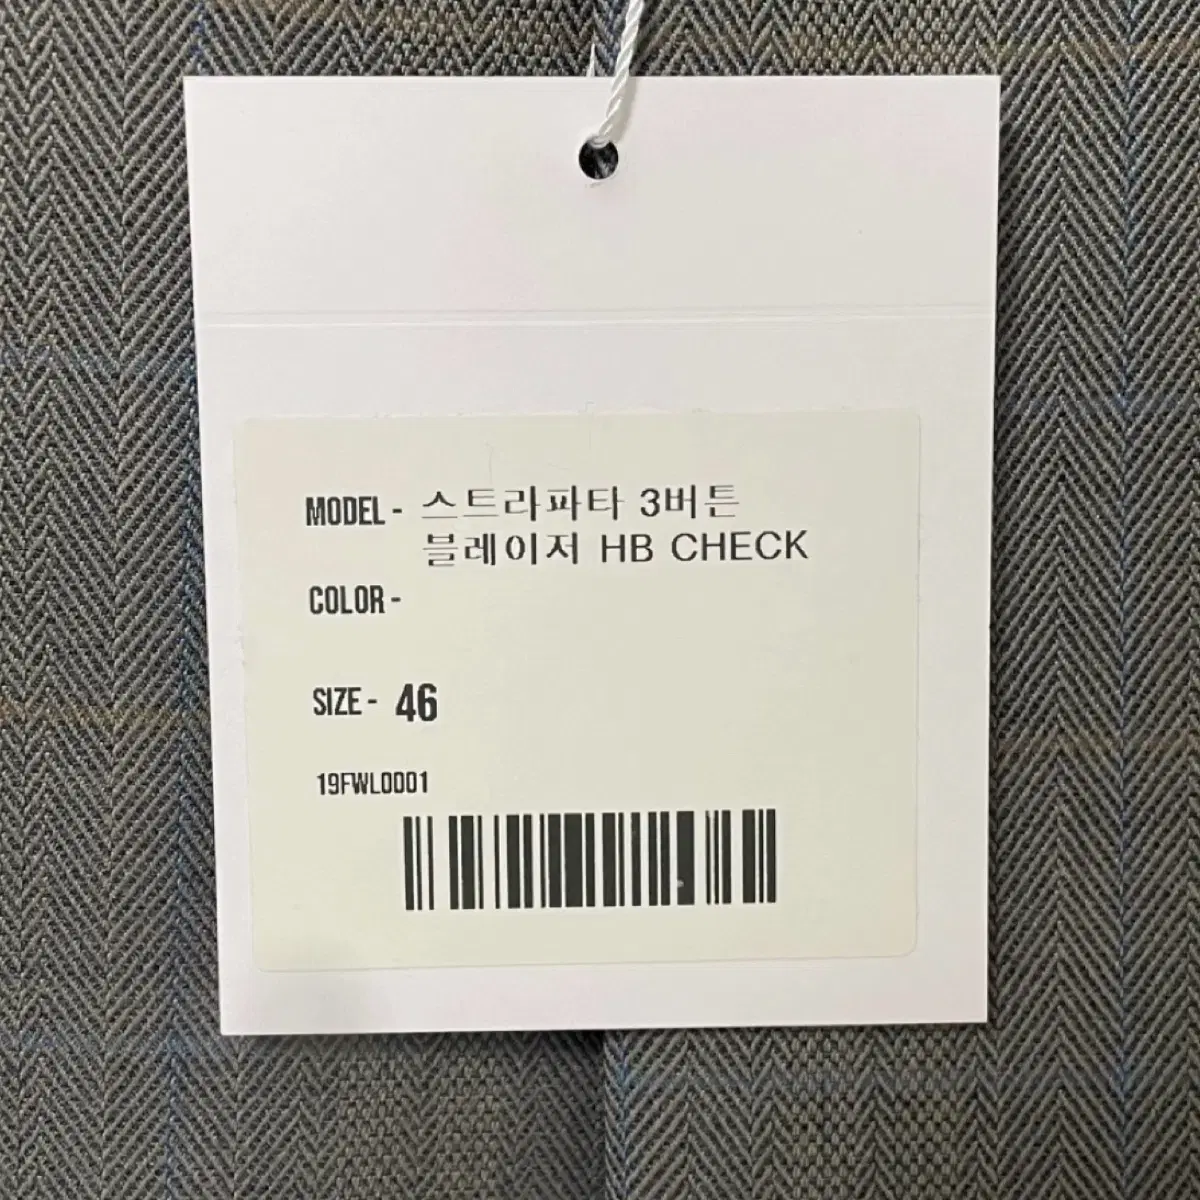 MODEL - 스트라파타 3버튼
블레이저 HB CHECK
COLOR -
SIZE - 46
19FWL0001